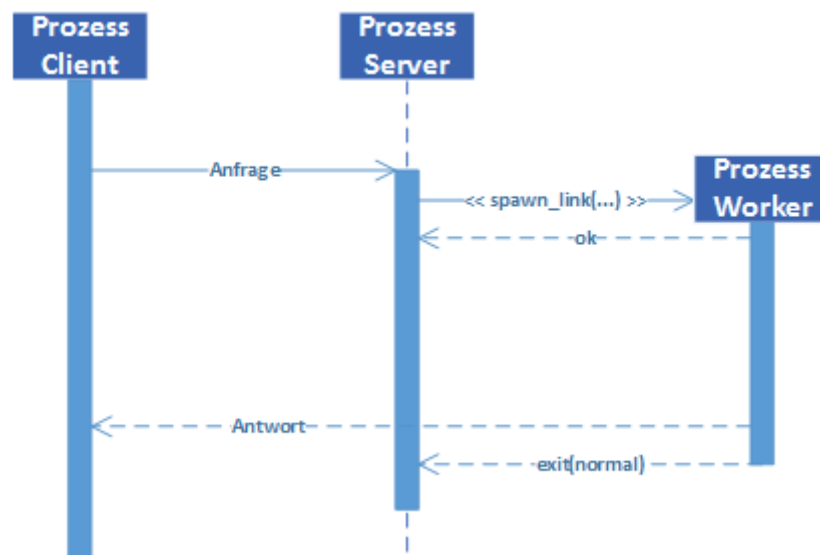 Prozess
Client
Prozess
Server
Anfrage
Prozess
Worker
<< spawn_link(...) >>
ok
Antwort
exit(normal)